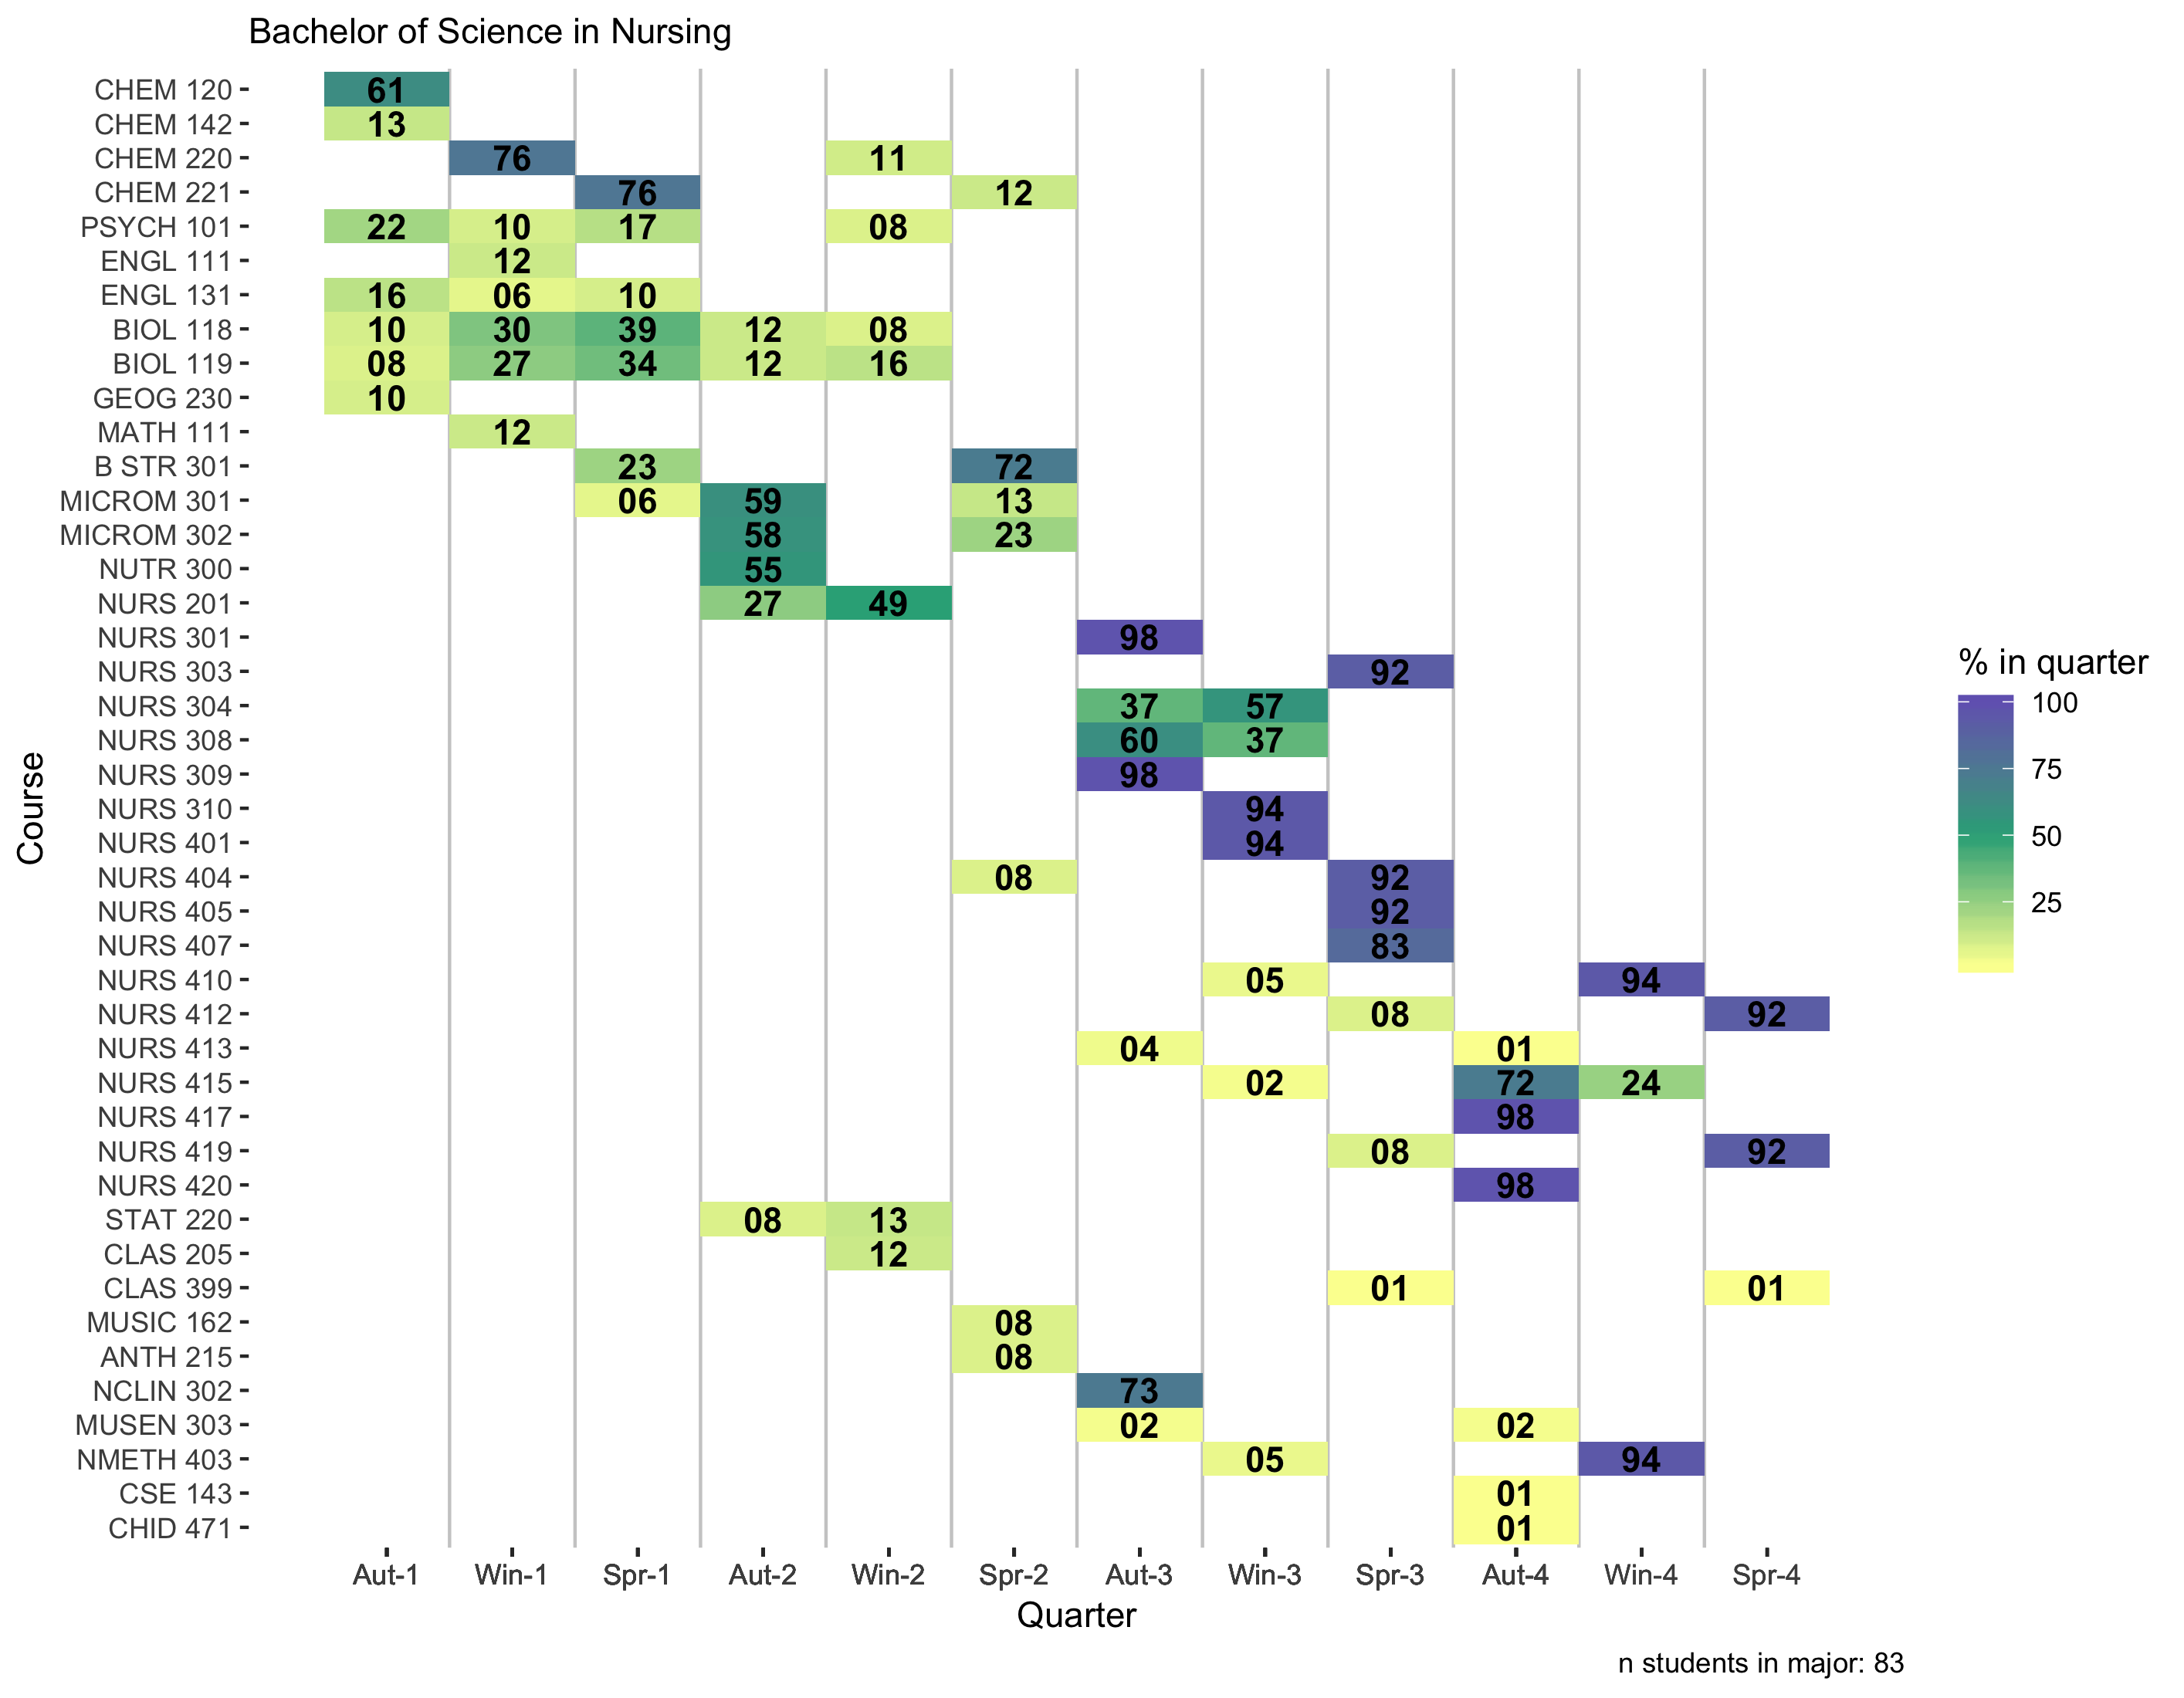 Bachelor of Science in Nursing
CHEM 120 61
CHEM 142 13
CHEM 220 76 11
CHEM 221 76 12
PSYCH 101 22 10 17 08
ENGL 111 12
ENGL 131 16 06 10
BIOL 118 10 30 39 12 08
BIOL 119 08 27 34 12 16
GEOG 230 10
MATH 111 12
B STR 301 23 72
MICROM 301 06 59 13
MICROM 302 58 23
NUTR 300 55
NURS 201 27 49
NURS 301 98
NURS 303 92
NURS 304 37 57
NURS 308 60 37
NURS 309 98
NURS 310 94
NURS 401 94
NURS 404 08 92
NURS 405 92
NURS 407 83
NURS 410 05 94
NURS 412 08 92
NURS 413 04 01
NURS 415 02 72 24
NURS 417 98
NURS 419 08 92
NURS 420 98
STAT 220 08 13
CLAS 205 12
CLAS 399 01 01
MUSIC 162 08
ANTH 215 08
NCLIN 302 73
MUSEN 303 02 02
NMETH 403 05 94
CSE 143 01
CHID 471 01
Aut-1 Win-1 Spr-1 Aut-2 Win-2 Spr-2 Aut-3 Win-3 Spr-3 Aut-4 Win-4 Spr-4
Quarter
Course
% in quarter
100
75
50
25
n students in major: 83